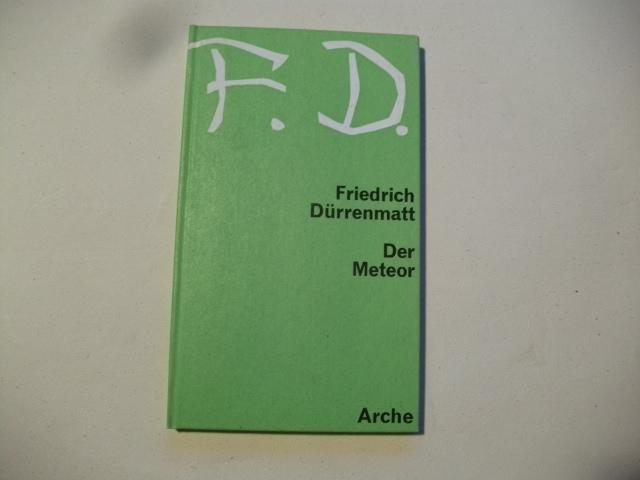 F. D.
Friedrich
Dürrenmatt
Der
Meteor
Arche